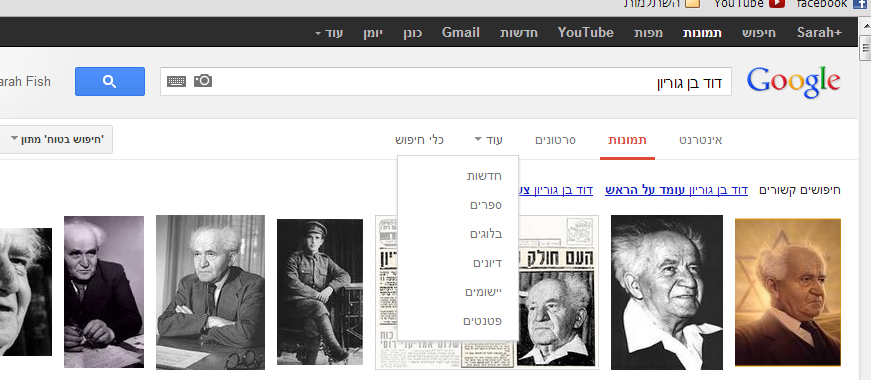 facebook YouTube השתלמות
Sarah+ חיפוש תמונות מפות YouTube חדשות Gmail כונן יומן עוד
Google דוד בן גוריון arah Fish
אינטרנט תמונות סרטונים עוד כלי חיפוש 'חיפוש בטוח' מתון
חיפושים קשורים דוד בן גוריון עומד על הראש דוד בן גוריון
חדשות
ספרים
בלוגים
דיונים
יישומים
פטנטים
העם חולק